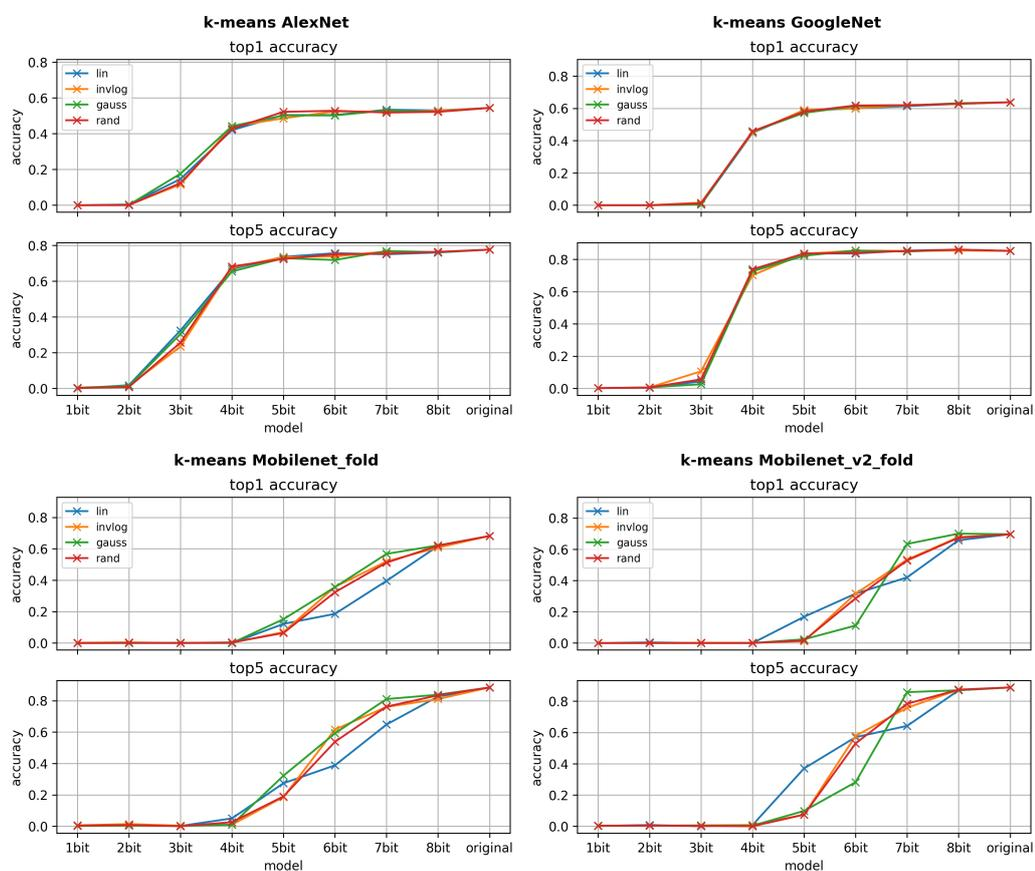 k-means AlexNet
top1 accuracy
0.8
0.6
0.4
0.2
0.0
accuracy
lin
invlog
gauss
rand
top5 accuracy
0.8
0.6
0.4
0.2
0.0
accuracy
1bit 2bit 3bit 4bit 5bit 6bit 7bit 8bit original
model
k-means GoogleNet
top1 accuracy
0.8
0.6
0.4
0.2
0.0
accuracy
lin
invlog
gauss
rand
top5 accuracy
0.8
0.6
0.4
0.2
0.0
accuracy
1bit 2bit 3bit 4bit 5bit 6bit 7bit 8bit original
model
k-means Mobilenet_fold
top1 accuracy
0.8
0.6
0.4
0.2
0.0
accuracy
lin
invlog
gauss
rand
top5 accuracy
0.8
0.6
0.4
0.2
0.0
accuracy
1bit 2bit 3bit 4bit 5bit 6bit 7bit 8bit original
model
k-means Mobilenet_v2_fold
top1 accuracy
0.8
0.6
0.4
0.2
0.0
accuracy
lin
invlog
gauss
rand
top5 accuracy
0.8
0.6
0.4
0.2
0.0
accuracy
1bit 2bit 3bit 4bit 5bit 6bit 7bit 8bit original
model